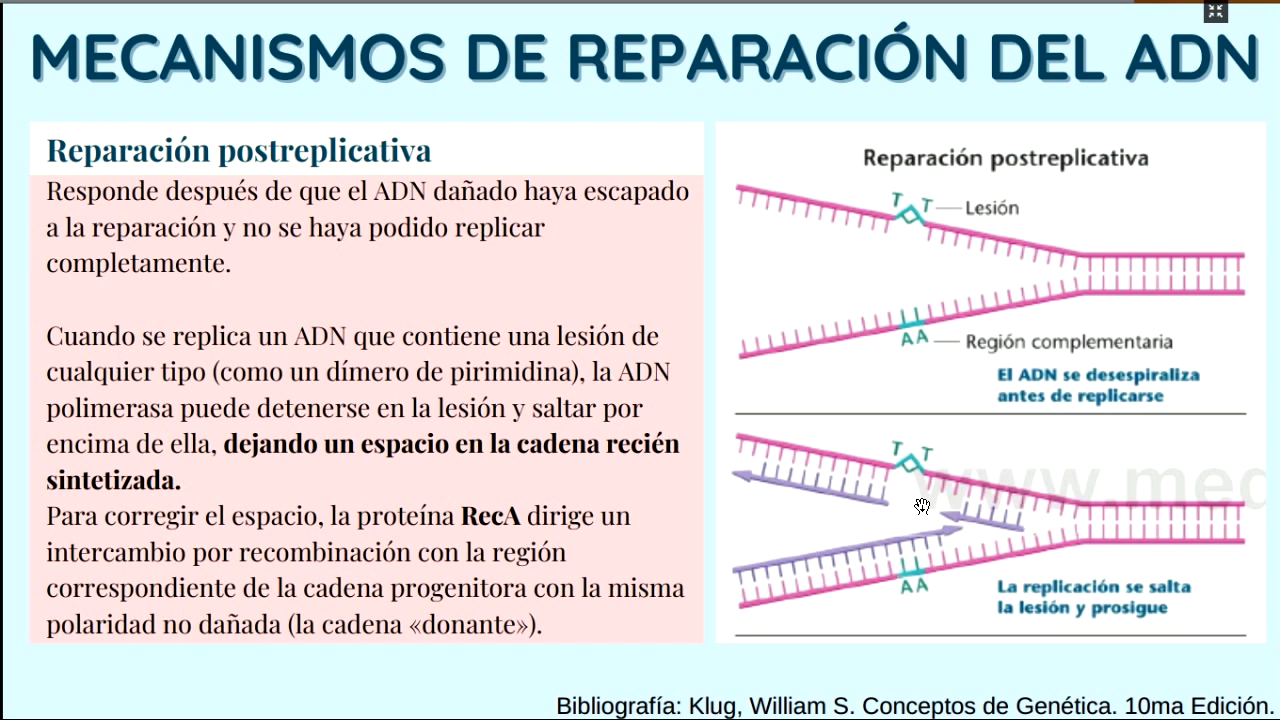 MECANISMOS DE REPARACIÓN DEL ADN
Reparación postreplicativa
Responde después de que el ADN dañado haya escapado
a la reparación y no se haya podido replicar
completamente.
Cuando se replica un ADN que contiene una lesión de
cualquier tipo (como un dímero de pirimidina), la ADN
polimerasa puede detenerse en la lesión y saltar por
encima de ella, dejando un espacio en la cadena recién
sintetizada.
Para corregir el espacio, la proteína RecA dirige un
intercambio por recombinación con la región
correspondiente de la cadena progenitora con la misma
polaridad no dañada (la cadena «donante»).
Reparación postreplicativa
T T Lesión
A A Región complementaria
El ADN se desespiraliza
antes de replicarse
T T
www.med
A A
La replicación se salta
la lesión y prosigue
Bibliografía: Klug, William S. Conceptos de Genética. 10ma Edición.